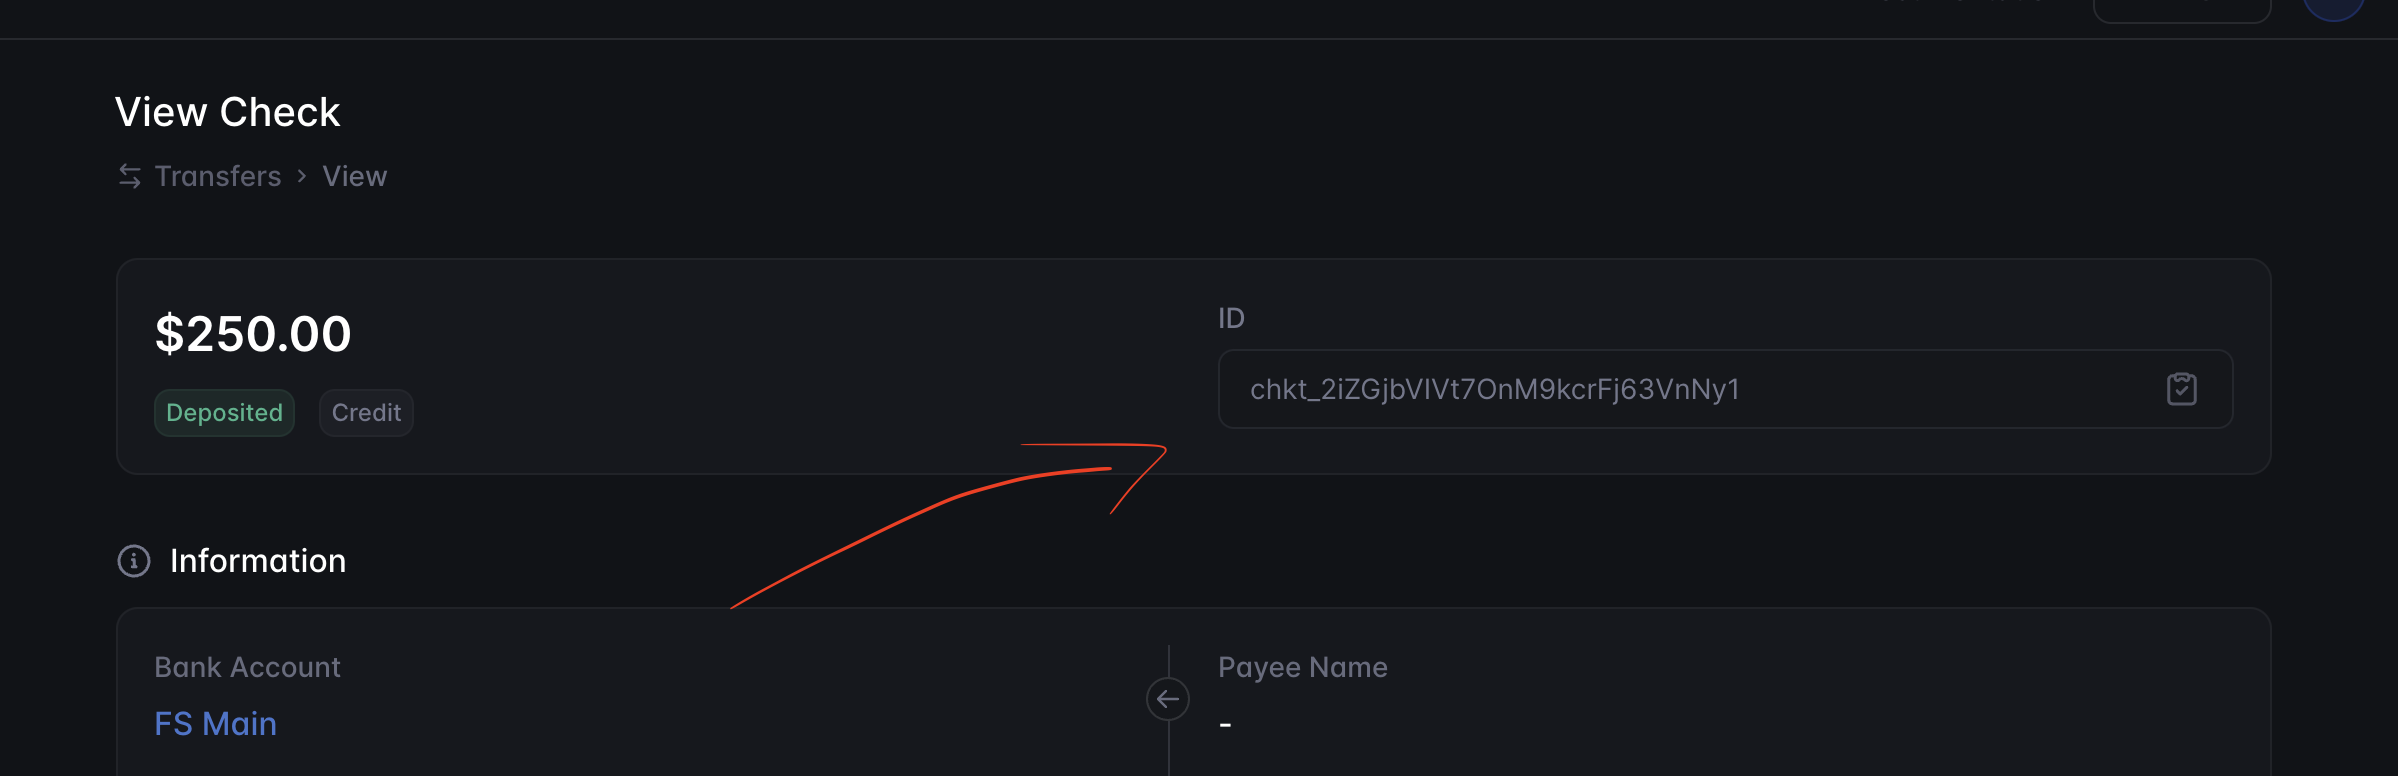 View Check
Transfers > View
$250.00
Deposited
Credit
ID
chkt_2iZGjbVIVt7OnM9kcrFj63VnNy1
Information
Bank Account
FS Main
Payee Name
-